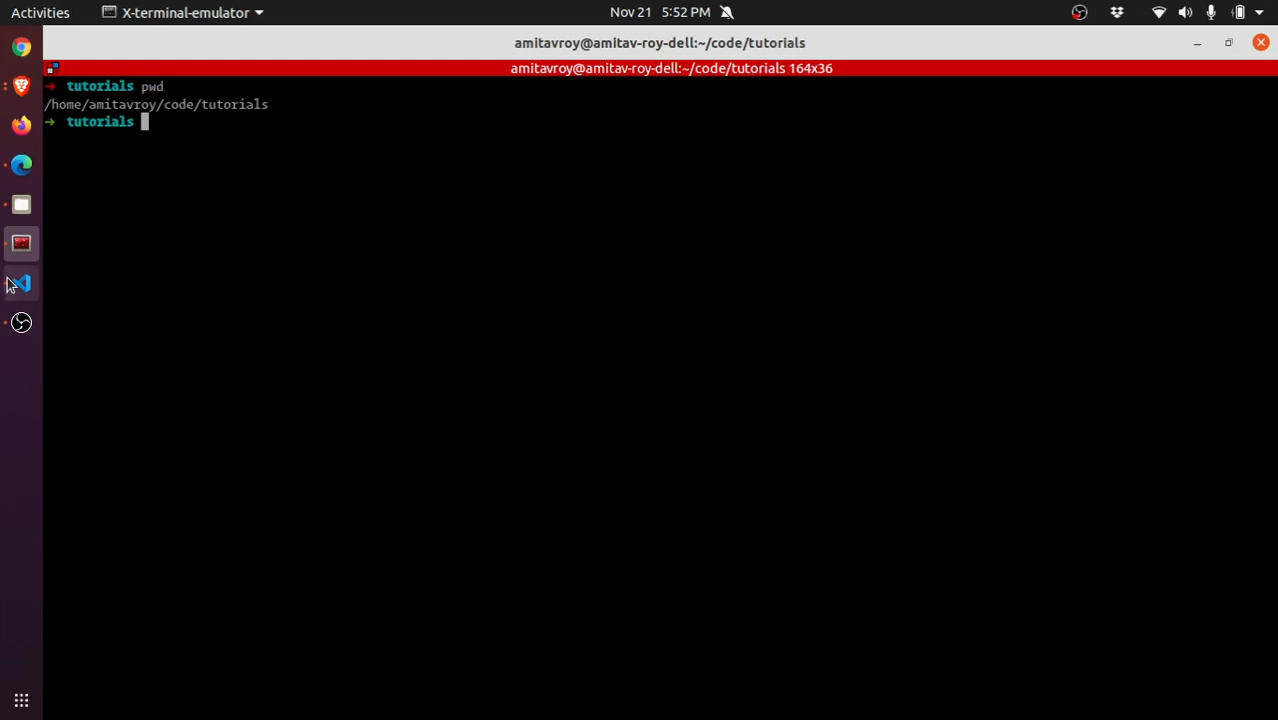 Activities X-terminal-emulator Nov 21 5:52 PM
amitavroy@amitav-roy-dell:~/code/tutorials
amitavroy@amitav-roy-dell:~/code/tutorials 164x36
➜ tutorials pwd
/home/amitavroy/code/tutorials
➜ tutorials